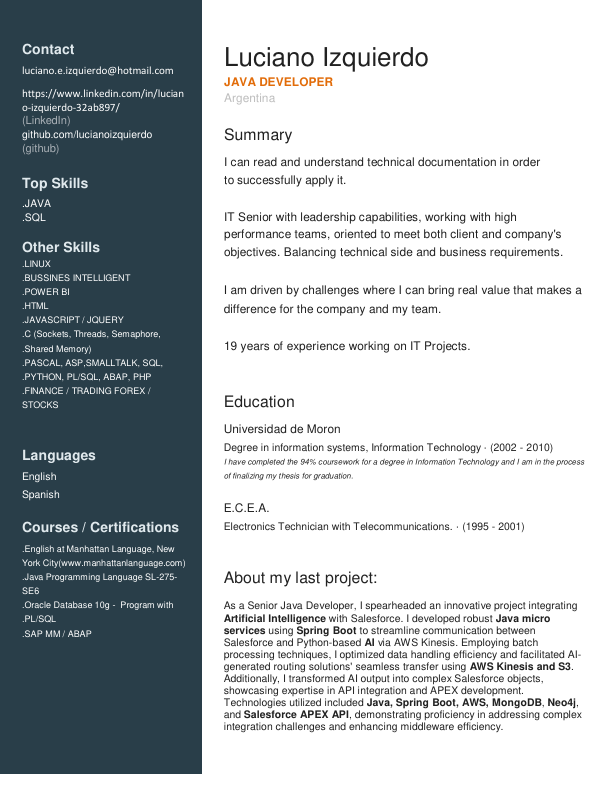 Contact
luciano.e.izquierdo@hotmail.com
https://www.linkedin.com/in/lucian
o-izquierdo-32ab897/
(LinkedIn)
github.com/lucianoizquierdo
(github)
Top Skills
.JAVA
.SQL
Other Skills
.LINUX
.BUSSINES INTELLIGENT
.POWER BI
.HTML
.JAVASCRIPT / JQUERY
.C (Sockets, Threads, Semaphore,
.Shared Memory)
.PASCAL, ASP,SMALLTALK, SQL,
.PYTHON, PL/SQL, ABAP, PHP
.FINANCE / TRADING FOREX /
STOCKS
Languages
English
Spanish
Courses / Certifications
.English at Manhattan Language, New
York City(www.manhattanlanguage.com)
.Java Programming Language SL-275-
SE6
.Oracle Database 10g - Program with
.PL/SQL
.SAP MM / ABAP
Luciano Izquierdo
JAVA DEVELOPER
Argentina
Summary
I can read and understand technical documentation in order
to successfully apply it.
IT Senior with leadership capabilities, working with high
performance teams, oriented to meet both client and company's
objectives. Balancing technical side and business requirements.
I am driven by challenges where I can bring real value that makes a
difference for the company and my team.
19 years of experience working on IT Projects.
Education
Universidad de Moron
Degree in information systems, Information Technology · (2002 - 2010)
I have completed the 94% coursework for a degree in Information Technology and I am in the process
of finalizing my thesis for graduation.
E.C.E.A.
Electronics Technician with Telecommunications. · (1995 - 2001)
About my last project:
As a Senior Java Developer, I spearheaded an innovative project integrating
Artificial Intelligence with Salesforce. I developed robust Java micro
services using Spring Boot to streamline communication between
Salesforce and Python-based AI via AWS Kinesis. Employing batch
processing techniques, I optimized data handling efficiency and facilitated AI-
generated routing solutions' seamless transfer using AWS Kinesis and S3.
Additionally, I transformed AI output into complex Salesforce objects,
showcasing expertise in API integration and APEX development.
Technologies utilized included Java, Spring Boot, AWS, MongoDB, Neo4j,
and Salesforce APEX API, demonstrating proficiency in addressing complex
integration challenges and enhancing middleware efficiency.